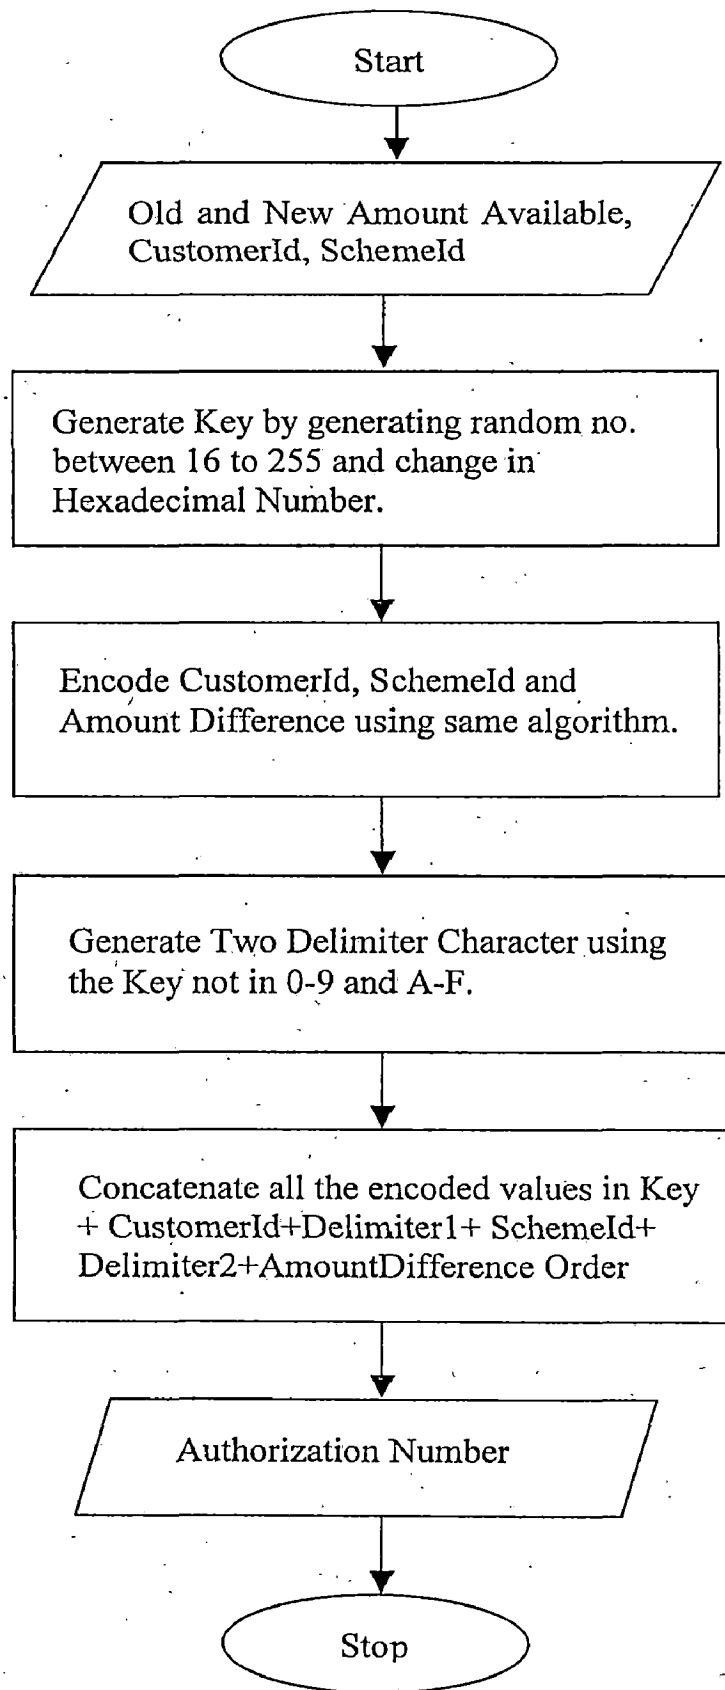 Start
Old and New Amount Available,
CustomerId, SchemeId
Generate Key by generating random no.
between 16 to 255 and change in
Hexadecimal Number.
Encode CustomerId, SchemeId and
Amount Difference using same algorithm.
Generate Two Delimiter Character using
the Key not in 0-9 and A-F.
Concatenate all the encoded values in Key
+ CustomerId+Delimiter1+ SchemeId+
Delimiter2+AmountDifference Order
Authorization Number
Stop